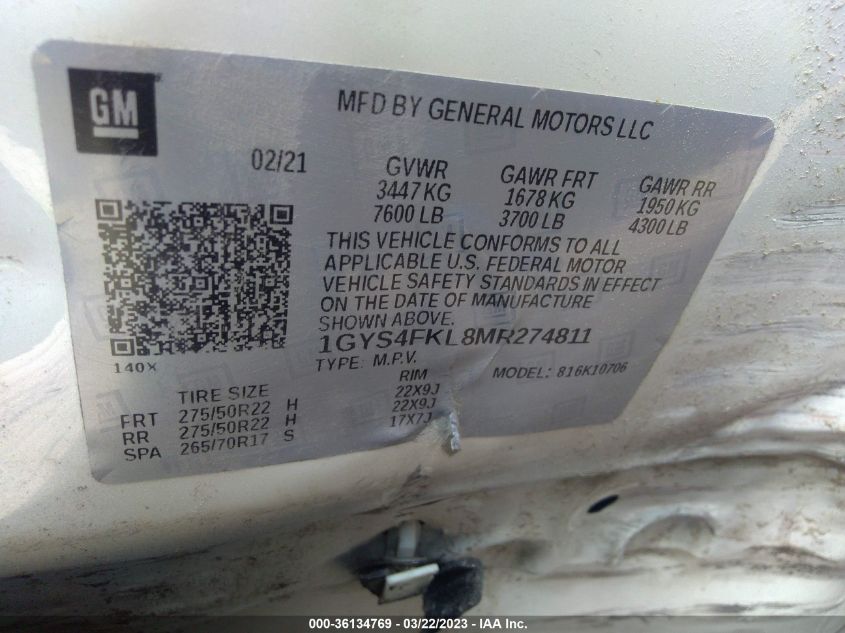 GM
MFD BY GENERAL MOTORS LLC
02/21
GVWR GAWR FRT GAWR RR
3447 KG 1678 KG 1950 KG
7600 LB 3700 LB 4300 LB
THIS VEHICLE CONFORMS TO ALL
APPLICABLE U.S. FEDERAL MOTOR
VEHICLE SAFETY STANDARDS IN EFFECT
ON THE DATE OF MANUFACTURE
SHOWN ABOVE.
1GYS4FKL8MR274811
TYPE: M.P.V. MODEL: 816K10706
140X
TIRE SIZE RIM
FRT 275/50R22 H 22X9J
RR 275/50R22 H 22X9J
SPA 265/70R17 S 17X7J
000-36134769 - 03/22/2023 - IAA Inc.